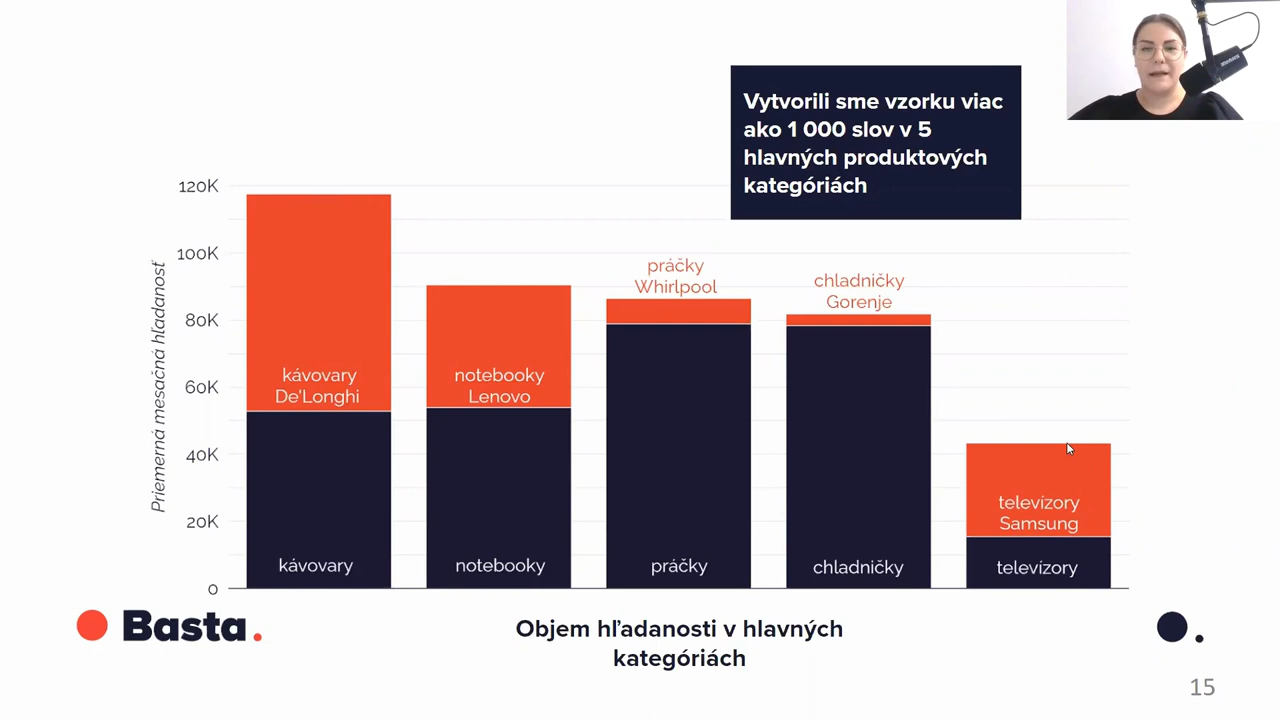 Vytvorili sme vzorku viac
ako 1 000 slov v 5
hlavných produktových
kategóriách
Priemerná mesačná hľadanosť
120K
100K
80K
60K
40K
20K
0
kávovary
De'Longhi
kávovary
notebooky
Lenovo
notebooky
práčky
Whirlpool
práčky
chladničky
Gorenje
chladničky
televízory
Samsung
televízory
Basta.
Objem hľadanosti v hlavných
kategóriách
15